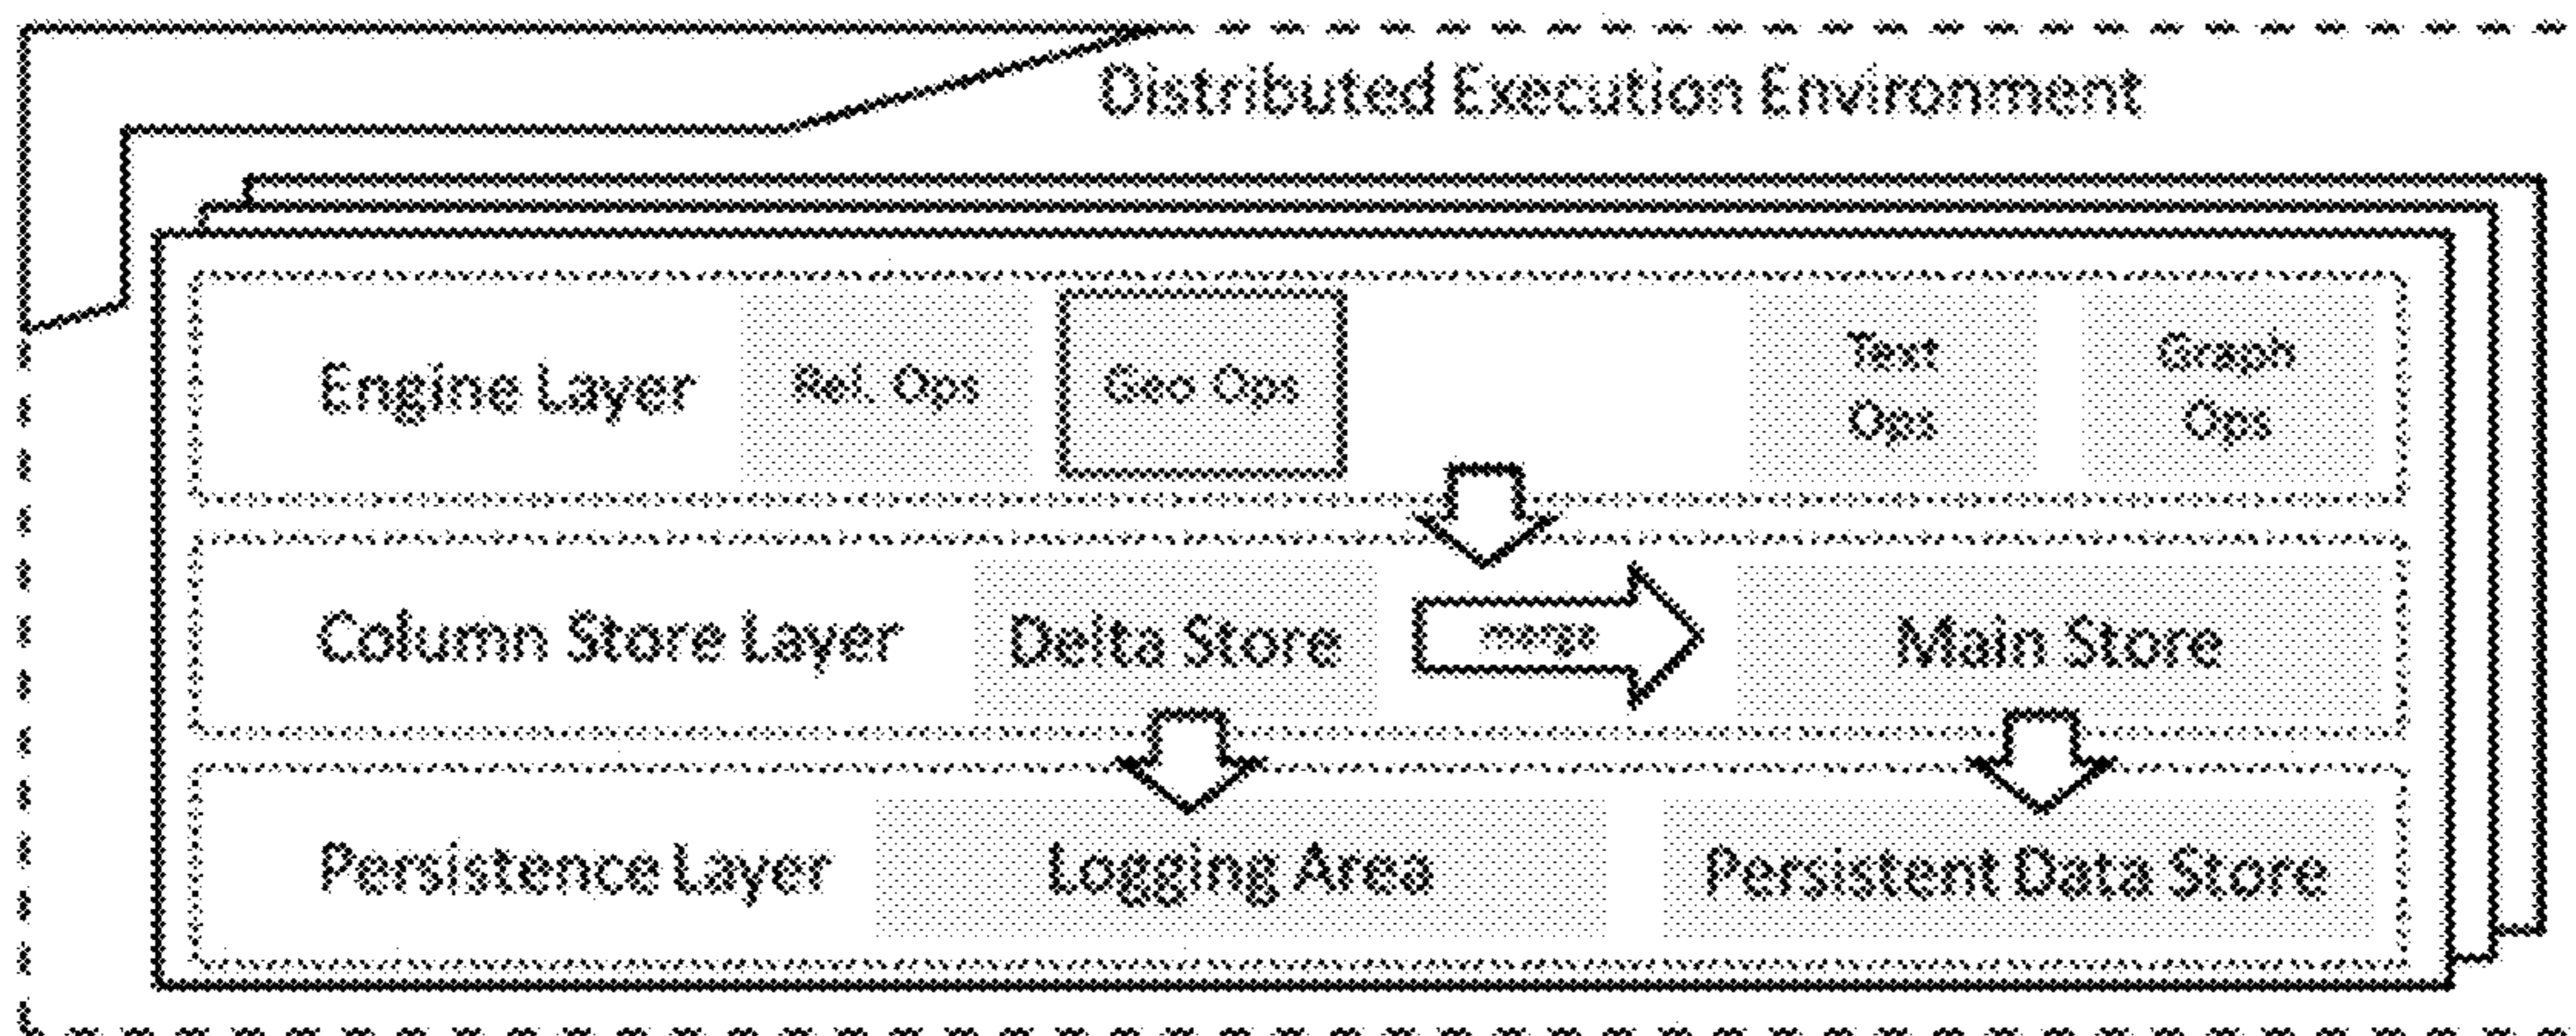 Distributed Execution Environment
Engine Layer
Rel. Ops
Geo Ops
Text
Ops
Graph
Ops
Column Store Layer
Delta Store
merge
Main Store
Persistence Layer
Logging Area
Persistent Data Store